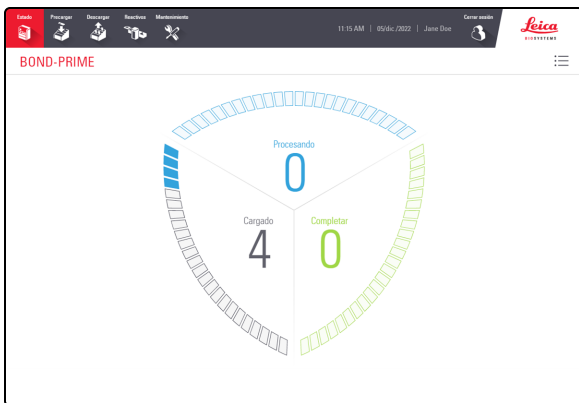 Estado Precargar Descargar Reactivos Mantenimiento 11:15 AM | 05/dic./2022 | Jane Doe Cerrar sesión Leica
BIOSYSTEMS
BOND-PRIME
Procesando
0
Cargado Completar
4 0